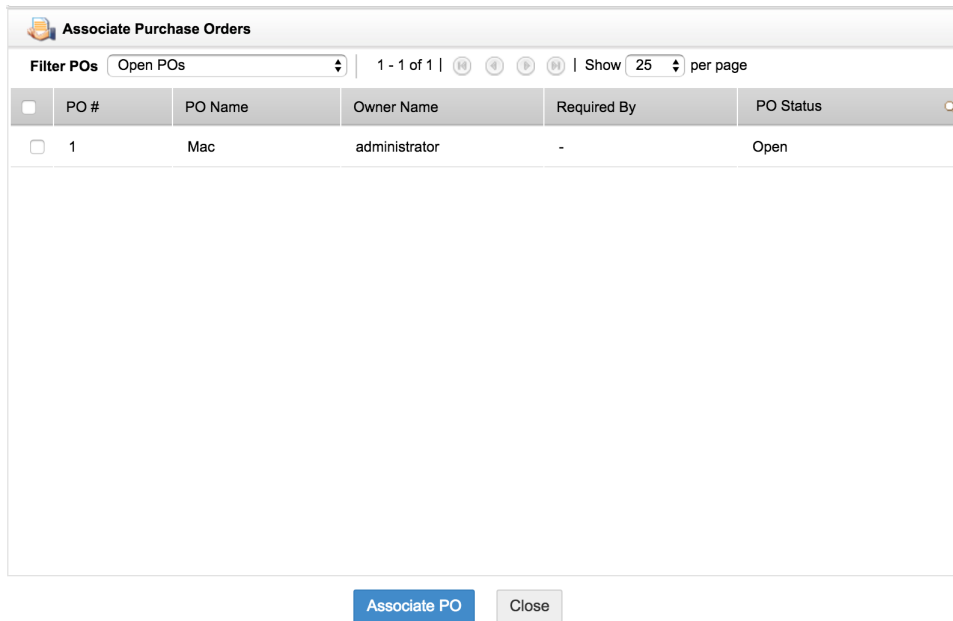 Associate Purchase Orders
Filter POs Open POs 1 - 1 of 1 | | Show 25 per page
PO # PO Name Owner Name Required By PO Status
1 Mac administrator - Open
Associate PO Close